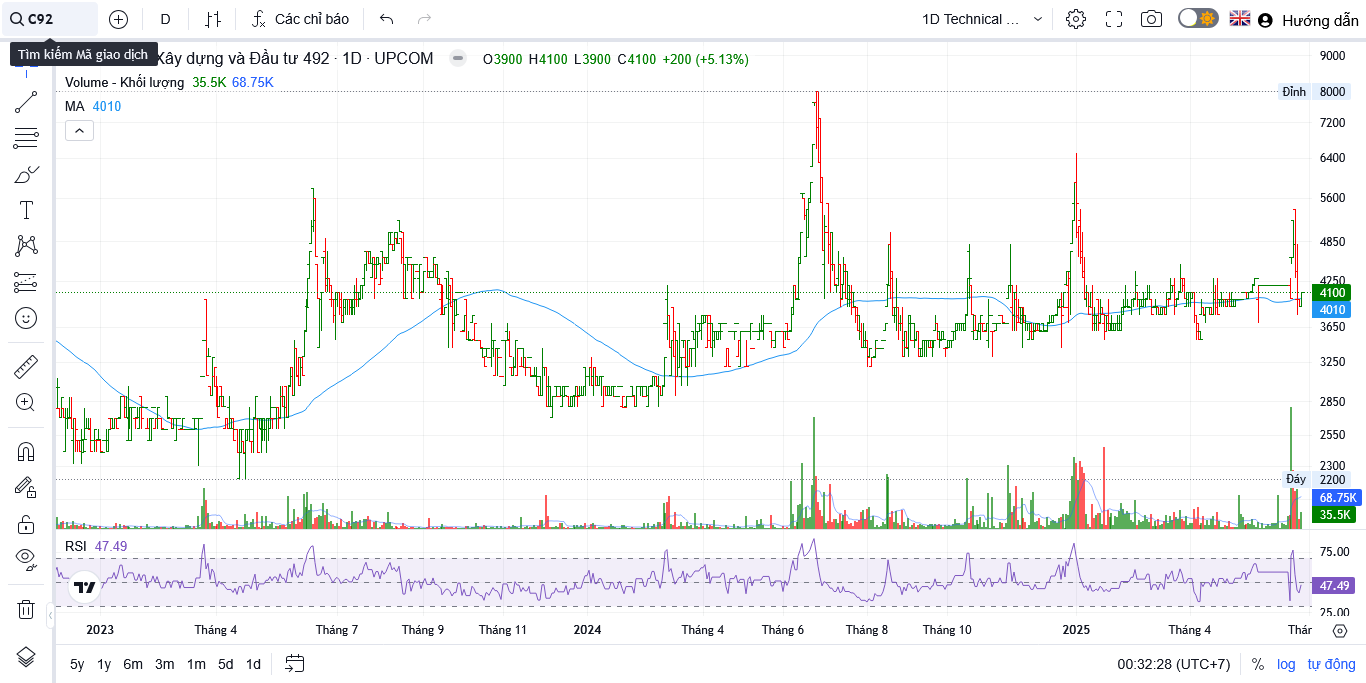 C92
D
Các chỉ báo
1D Technical ...
Hướng dẫn
Tìm kiếm Mã giao dịch
Xây dựng và Đầu tư 492 · 1D · UPCOM
O3900 H4100 L3900 C4100 +200 (+5.13%)
Volume - Khối lượng 35.5K 68.75K
MA 4010
9000
Đỉnh 8000
7200
6400
5600
4850
4250
4100
4010
3650
3250
2850
2550
2300
Đáy 2200
68.75K
35.5K
RSI 47.49
75.00
47.49
25.00
2023 Tháng 4 Tháng 7 Tháng 9 Tháng 11 2024 Tháng 4 Tháng 6 Tháng 8 Tháng 10 2025 Tháng 4 Thár
5y 1y 6m 3m 1m 5d 1d
00:32:28 (UTC+7) % log tự động